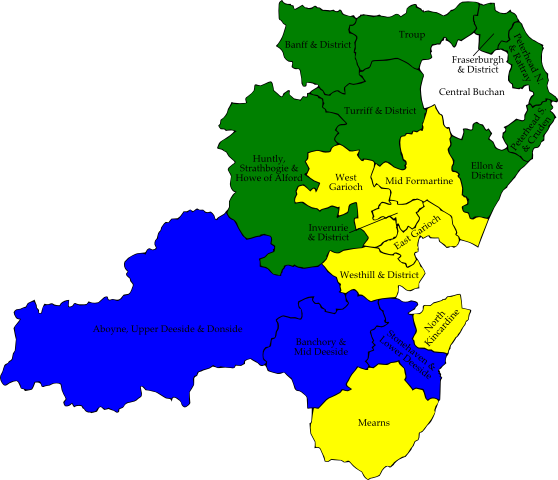 Troup
Banff & District
Peterhead N.
& Rattray
Fraserburgh
& District
Central Buchan
Turriff & District
Peterhead S.
& Cruden
Huntly,
Strathbogie &
Howe of Alford
Ellon &
District
West
Garioch
Mid Formartine
Inverurie
& District
East Garioch
Westhill & District
North
Kincardine
Aboyne, Upper Deeside & Donside
Banchory &
Mid Deeside
Stonehaven &
Lower Deeside
Mearns